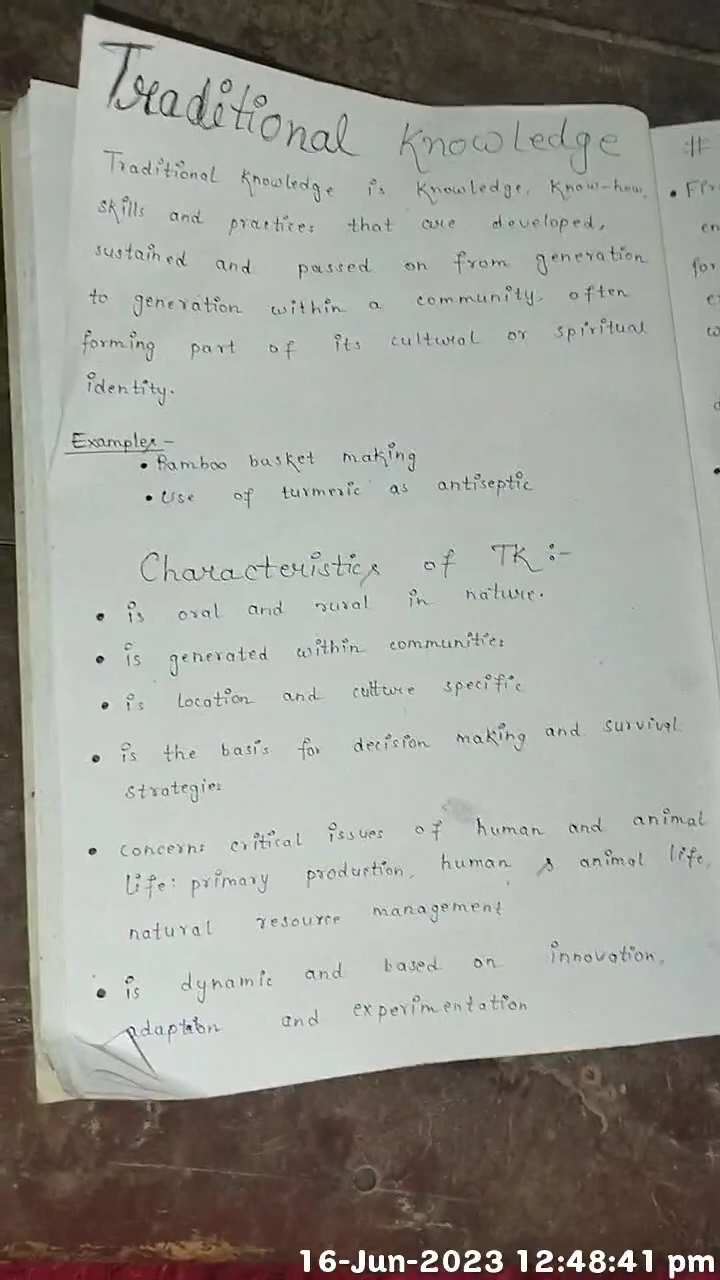 Traditional Knowledge
Traditional Knowledge is Knowledge, Know-how,
skills and practices that are developed,
sustained and passed on from generation
to generation within a community, often
forming part of its cultural or spiritual
identity.
Examples -
• Bamboo basket making
• Use of turmeric as antiseptic
Characteristics of TK :-
• is oral and rural in nature.
• is generated within communities
• is location and culture specific
• is the basis for decision making and survival
strategies
• concerns critical issues of human and animal
life: primary production, human & animal life,
natural resource management
• is dynamic and based on innovation,
adaption and experimentation
#
•
for
16-Jun-2023 12:48:41 pm